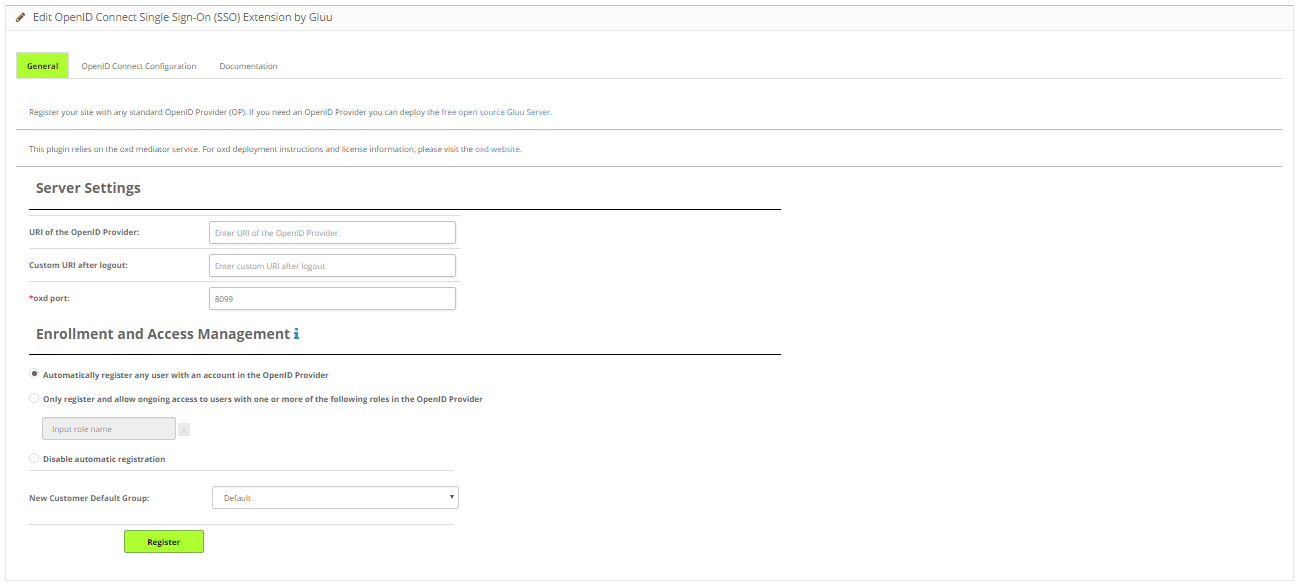 Edit OpenID Connect Single Sign-On (SSO) Extension by Gluu
General OpenID Connect Configuration Documentation
Register your site with any standard OpenID Provider (OP). If you need an OpenID Provider you can deploy the free open source Gluu Server.
This plugin relies on the oxd mediator service. For oxd deployment instructions and license information, please visit the oxd website.
Server Settings
URI of the OpenID Provider: Enter URI of the OpenID Provider.
Custom URI after logout: Enter custom URI after logout
*oxd port: 8099
Enrollment and Access Management
Automatically register any user with an account in the OpenID Provider
Only register and allow ongoing access to users with one or more of the following roles in the OpenID Provider
Input role name
Disable automatic registration
New Customer Default Group: Default
Register